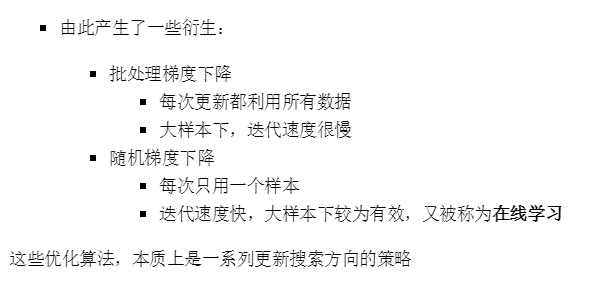 由此产生了一些衍生：
批处理梯度下降
每次更新都利用所有数据
大样本下，迭代速度很慢
随机梯度下降
每次只用一个样本
迭代速度快，大样本下较为有效，又被称为在线学习
这些优化算法，本质上是一系列更新搜索方向的策略